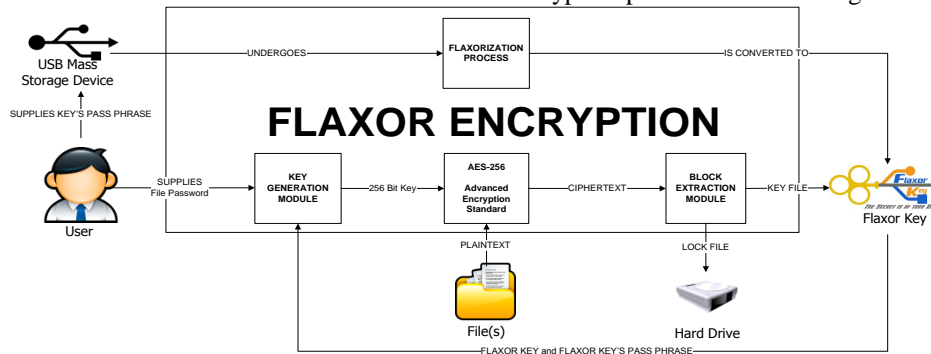 UNDERGOES
FLAXORIZATION
PROCESS
IS CONVERTED TO
USB Mass
Storage Device
SUPPLIES KEY'S PASS PHRASE
FLAXOR ENCRYPTION
SUPPLIES
File Password
KEY
GENERATION
MODULE
256 Bit Key
AES-256
Advanced
Encryption
Standard
CIPHERTEXT
BLOCK
EXTRACTION
MODULE
KEY FILE
Flaxor
Key
User
Flaxor Key
PLAINTEXT
LOCK FILE
File(s)
Hard Drive
FLAXOR KEY and FLAXOR KEY'S PASS PHRASE